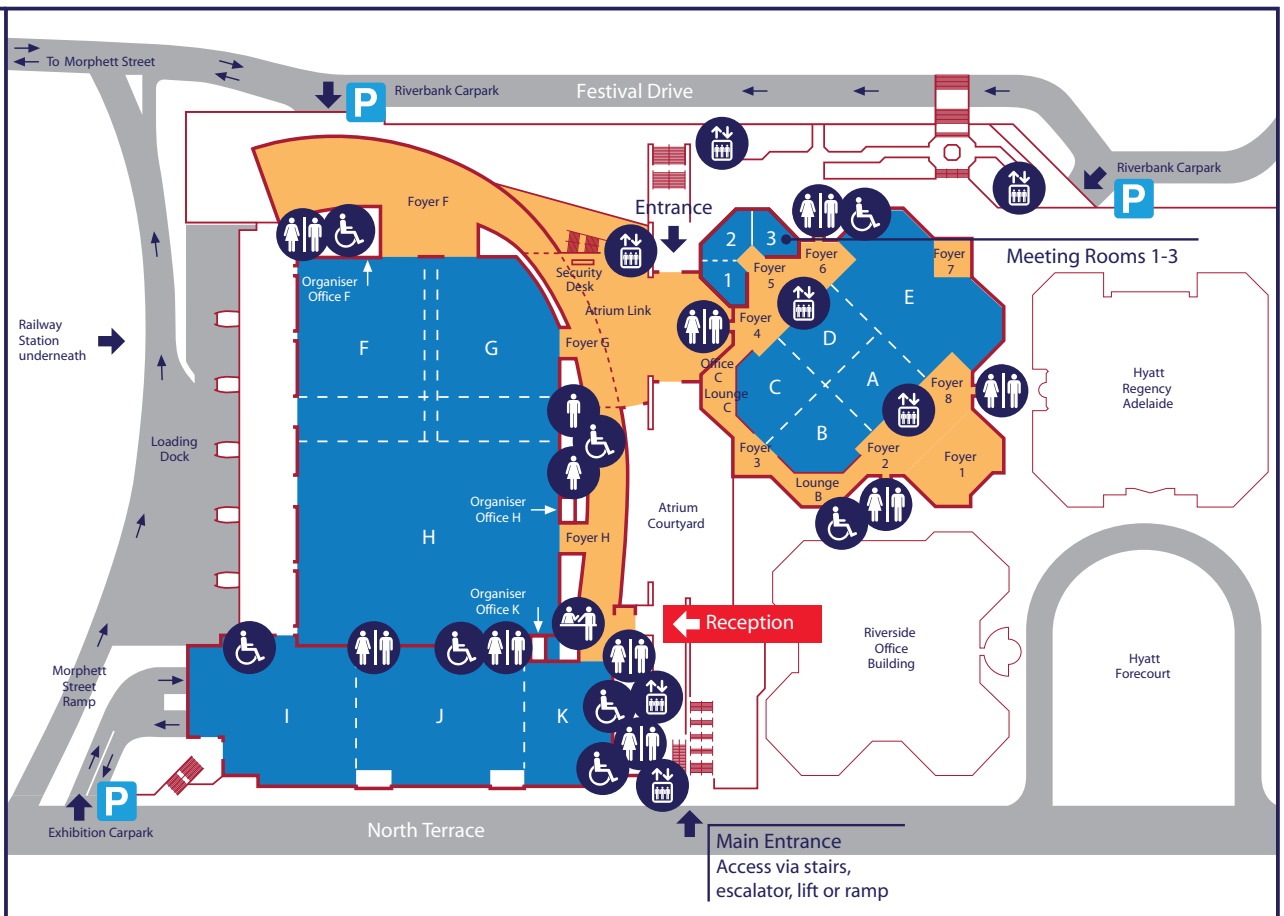 To Morphett Street
P
Riverbank Carpark
Festival Drive
Riverbank Carpark
P
Entrance
Foyer F
2
3
Foyer
6
Foyer
7
Meeting Rooms 1-3
Organiser
Office F
Security
Desk
Foyer
5
1
E
Atrium Link
Foyer
4
Railway
Station
underneath
F
G
Foyer G
D
Office
C
Lounge
C
C
A
Foyer
8
Hyatt
Regency
Adelaide
Loading
Dock
B
Foyer
3
Foyer
2
Foyer
1
Lounge
B
Organiser
Office H
Atrium
Courtyard
H
Foyer H
Organiser
Office K
Reception
Riverside
Office
Building
Hyatt
Forecourt
Morphett
Street
Ramp
I
J
K
P
Exhibition Carpark
North Terrace
Main Entrance
Access via stairs,
escalator, lift or ramp